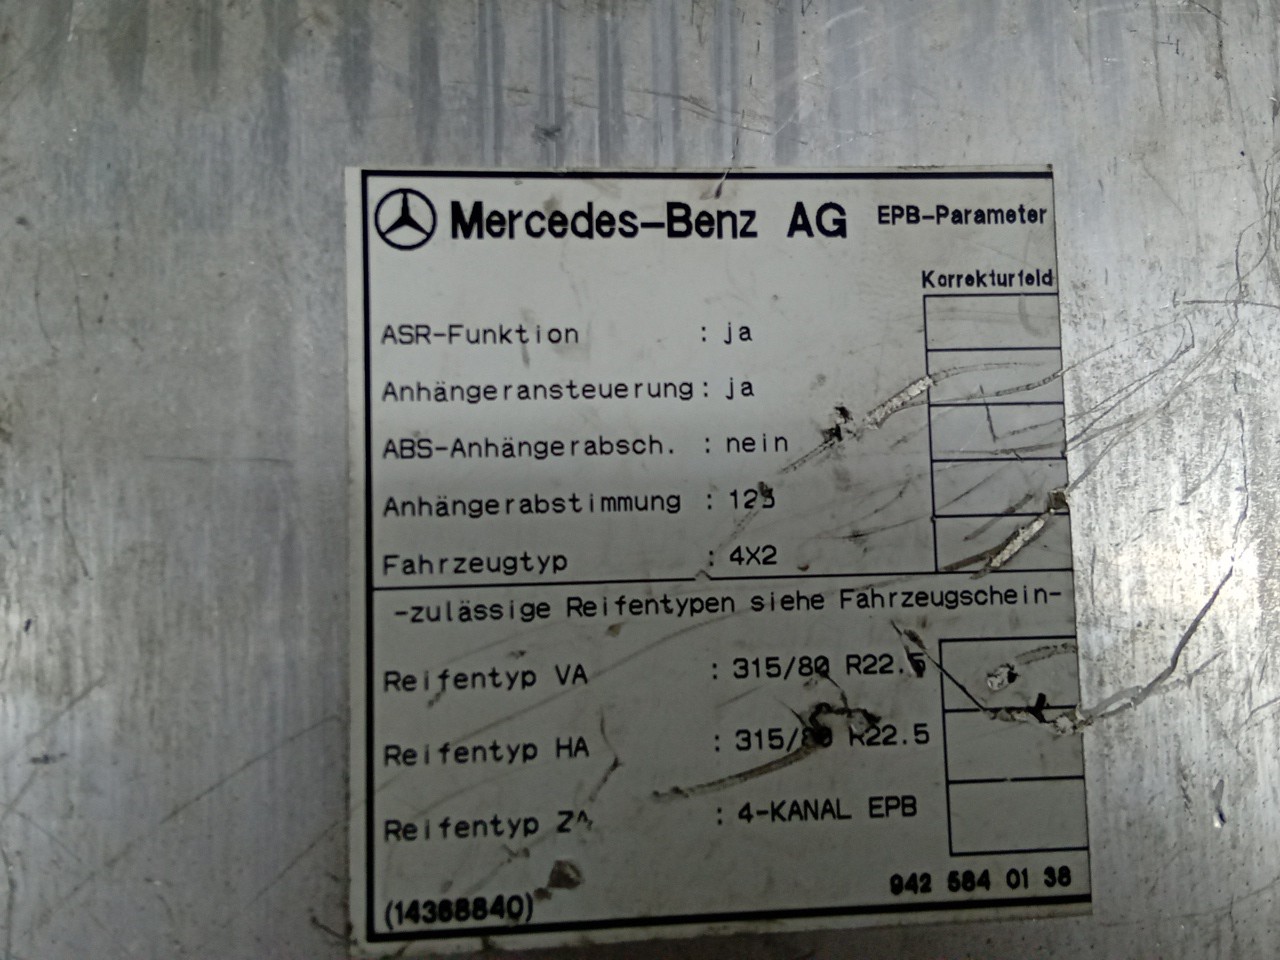 Mercedes-Benz AG EPB-Parameter
Korrekturfeld
ASR-Funktion : ja
Anhängeransteuerung : ja
ABS-Anhängerabsch. : nein
Anhängerabstimmung :
Fahrzeugtyp : 4X2
-zulässige Reifentypen siehe Fahrzeugschein-
Reifentyp VA : 315/80 R22.5
Reifentyp HA : 315/80 R22.5
Reifentyp ZA : 4-KANAL EPB
942 584 01 38
(14368840)